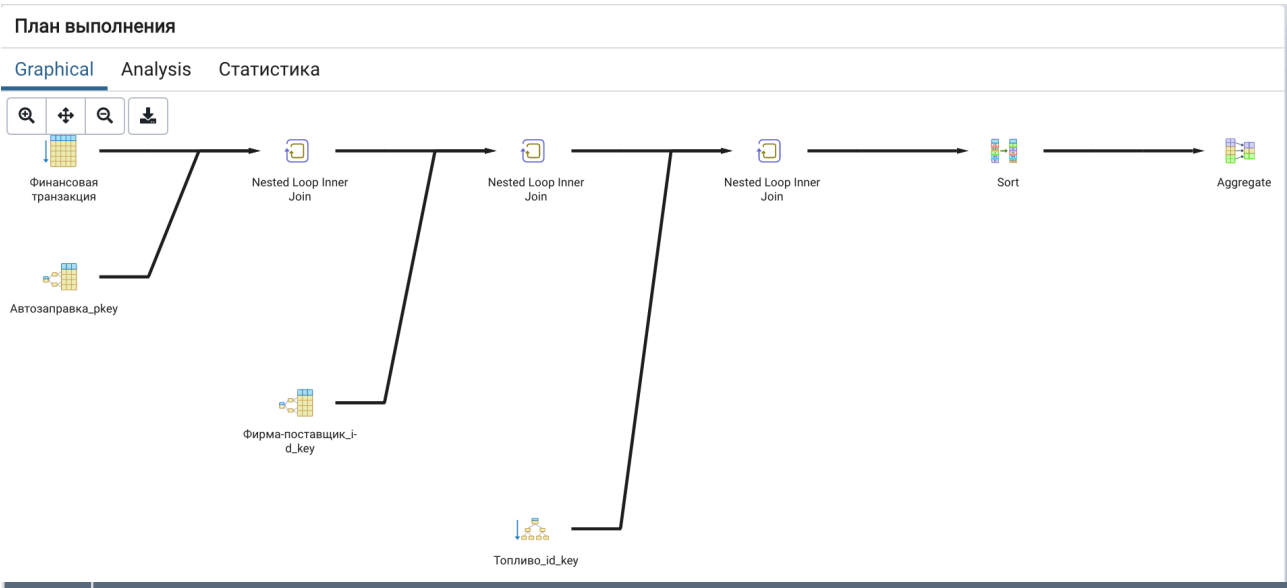 План выполнения
Graphical Analysis Статистика
Финансовая
транзакция
Nested Loop Inner
Join
Nested Loop Inner
Join
Nested Loop Inner
Join
Sort
Aggregate
Автозаправка_pkey
Фирма-поставщик_i-
d_key
Топливо_id_key